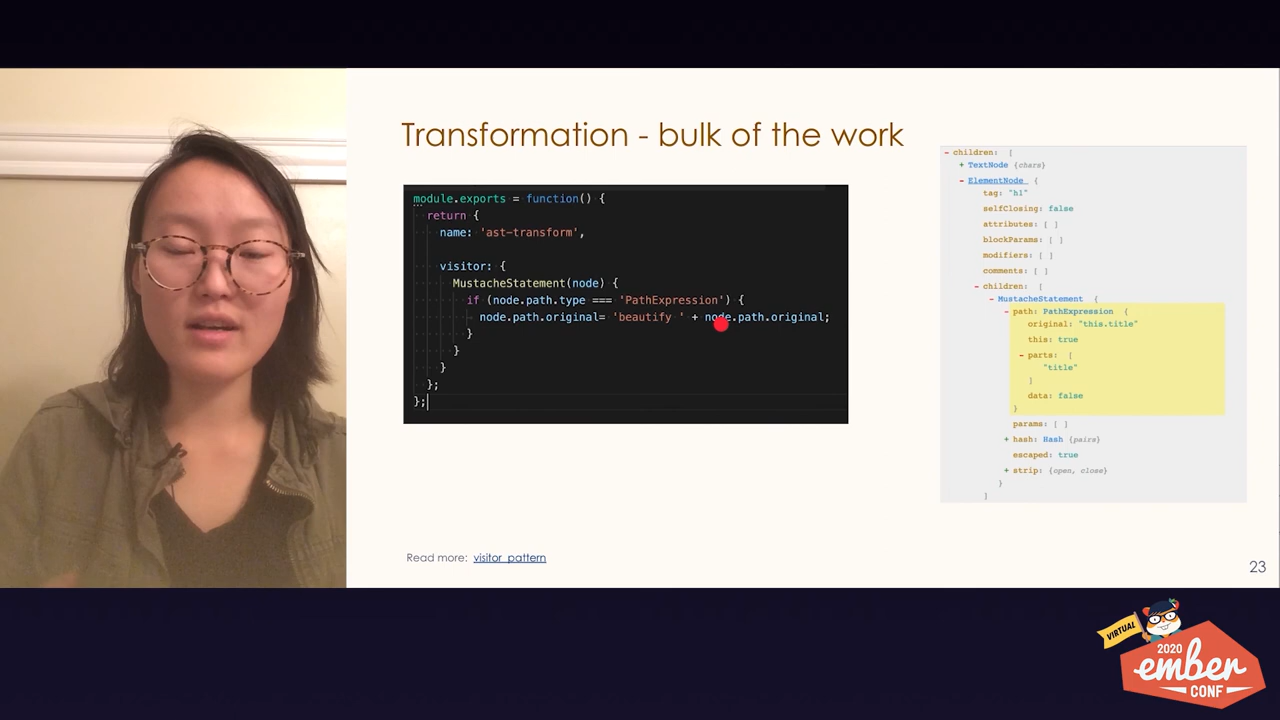 Transformation - bulk of the work
module.exports = function() {
return {
name: 'ast-transform',
visitor: {
MustacheStatement(node) {
if (node.path.type === 'PathExpression') {
node.path.original= 'beautify ' + node.path.original;
}
}
}
};
};
- children: [
+ TextNode {chars}
- ElementNode {
tag: "h1"
selfClosing: false
attributes: [ ]
blockParams: [ ]
modifiers: [ ]
comments: [ ]
- children: [
- MustacheStatement {
- path: PathExpression {
original: "this.title"
this: true
- parts: [
"title"
]
data: false
}
params: [ ]
+ hash: Hash {pairs}
escaped: true
+ strip: {open, close}
}
]
Read more: visitor_pattern
23
VIRTUAL
2020
ember
CONF